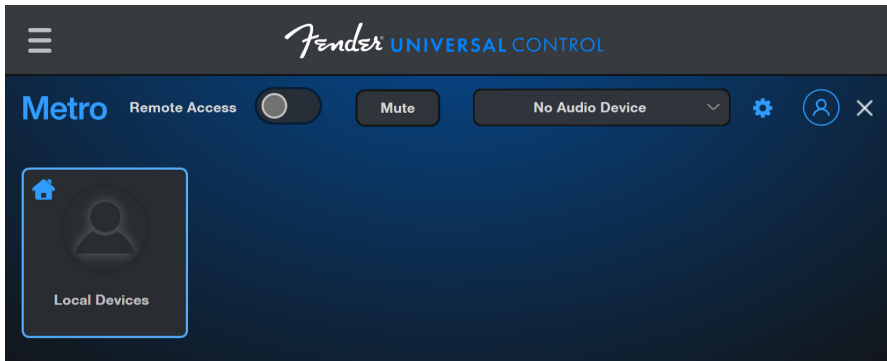 Fender UNIVERSAL CONTROL
Metro Remote Access Mute No Audio Device
Local Devices